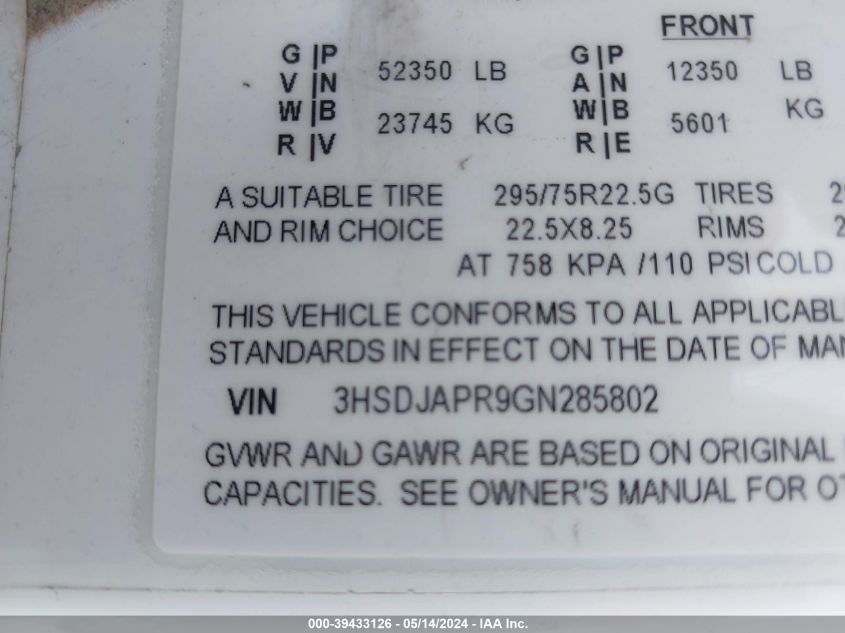 FRONT
G|P 52350 LB G|P 12350 LB
V|N A|N
W|B 23745 KG W|B 5601 KG
R|V R|E
A SUITABLE TIRE 295/75R22.5G TIRES
AND RIM CHOICE 22.5X8.25 RIMS
AT 758 KPA /110 PSI COLD
THIS VEHICLE CONFORMS TO ALL
STANDARDS IN EFFECT ON THE DATE OF
VIN 3HSDJAPR9GN285802
GVWR AND GAWR ARE BASED ON ORIGINAL
CAPACITIES. SEE OWNER'S MANUAL FOR
000-39433126 - 05/14/2024 - IAA Inc.